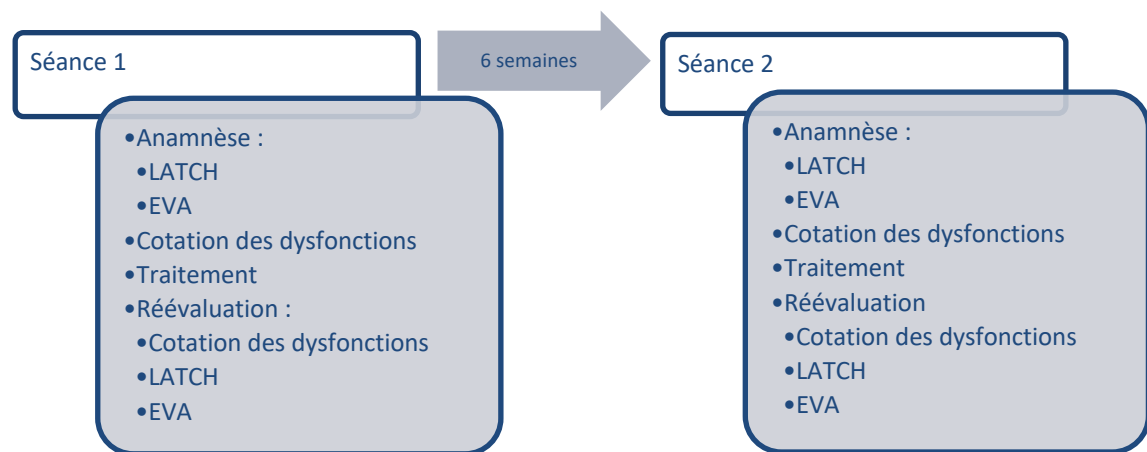 Séance 1
•Anamnèse :
•LATCH
•EVA
•Cotation des dysfonctions
•Traitement
•Réévaluation :
•Cotation des dysfonctions
•LATCH
•EVA
6 semaines
Séance 2
•Anamnèse :
•LATCH
•EVA
•Cotation des dysfonctions
•Traitement
•Réévaluation
•Cotation des dysfonctions
•LATCH
•EVA